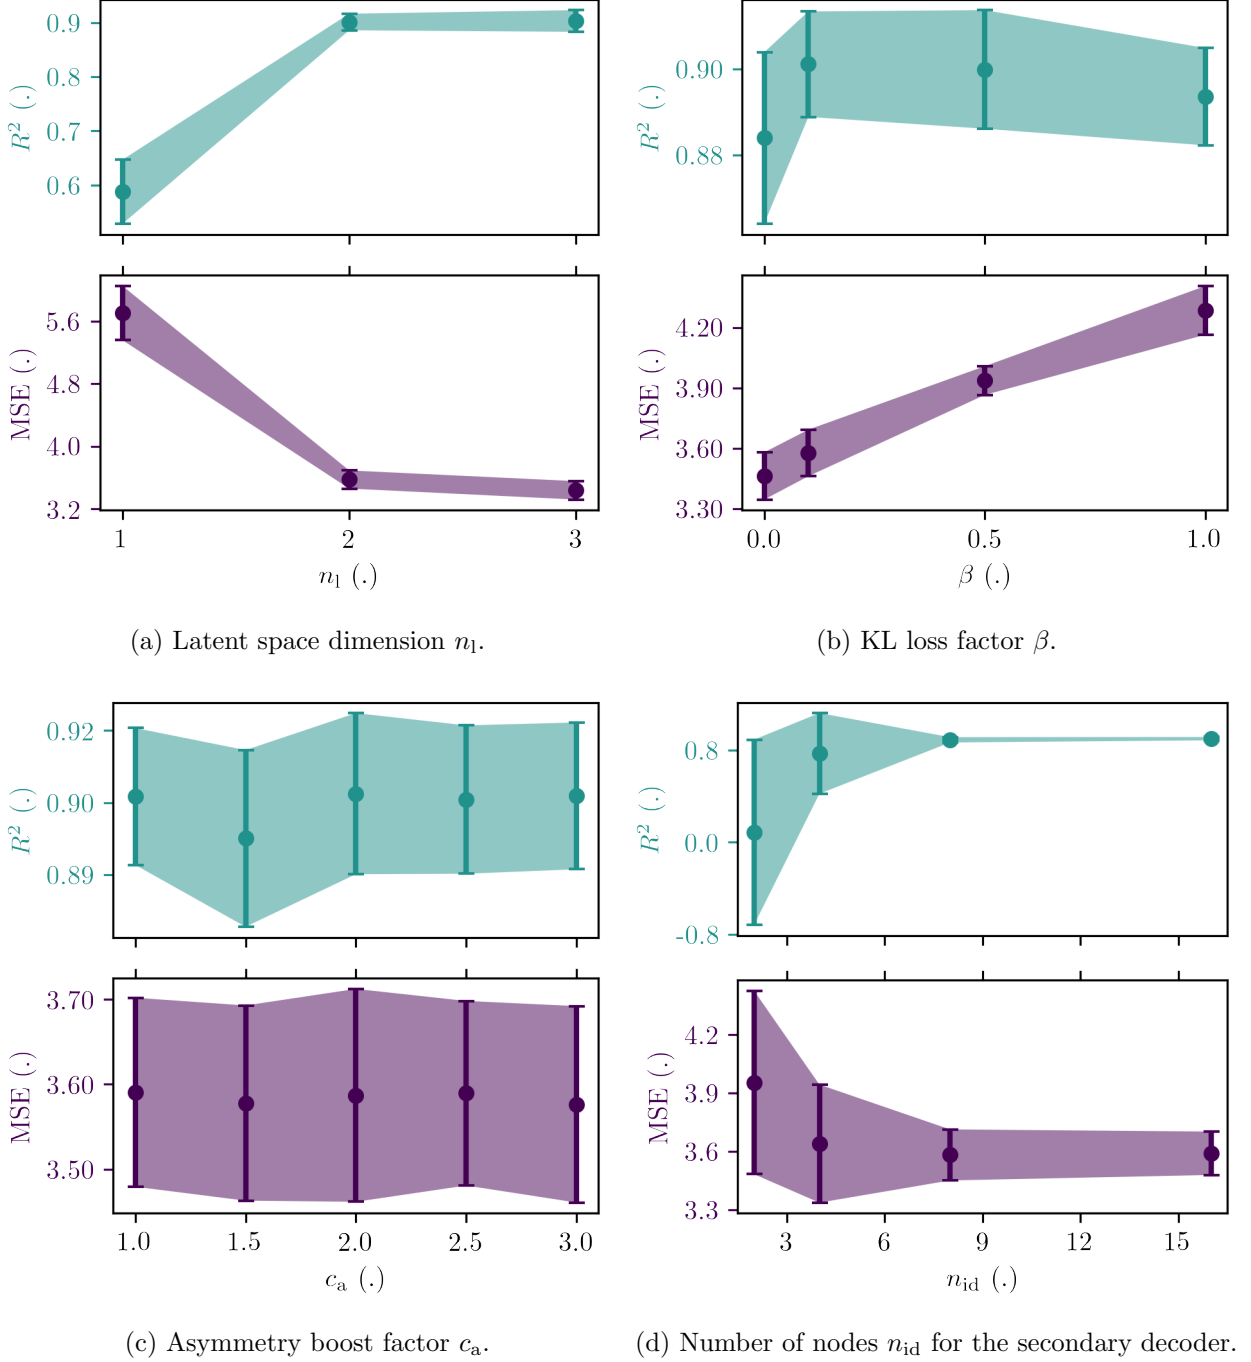 0.9
0.8
0.7
0.6
R² (.)
5.6
4.8
4.0
3.2
MSE (.)
1 2 3
n_l (.)
(a) Latent space dimension n_l.
0.90
0.88
R² (.)
4.20
3.90
3.60
3.30
MSE (.)
0.0 0.5 1.0
β (.)
(b) KL loss factor β.
0.92
0.90
0.89
R² (.)
3.70
3.60
3.50
MSE (.)
1.0 1.5 2.0 2.5 3.0
c_a (.)
(c) Asymmetry boost factor c_a.
0.8
0.0
-0.8
R² (.)
4.2
3.9
3.6
3.3
MSE (.)
3 6 9 12 15
n_id (.)
(d) Number of nodes n_id for the secondary decoder.